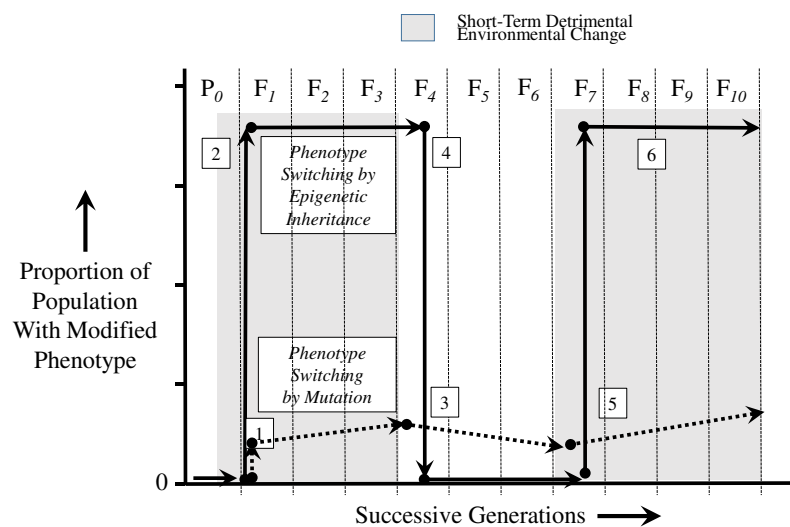 Short-Term Detrimental
Environmental Change
P0 F1 F2 F3 F4 F5 F6 F7 F8 F9 F10
2
4
6
Phenotype
Switching by
Epigenetic
Inheritance
Proportion of
Population
With Modified
Phenotype
Phenotype
Switching
by Mutation
1
3
5
0
Successive Generations